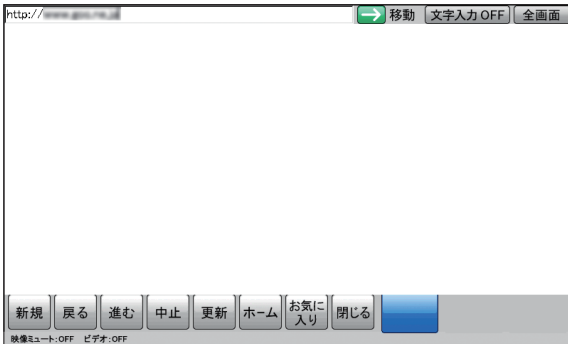 http://
移動 文字入力 OFF 全画面
新規 戻る 進む 中止 更新 ホーム お気に入り 閉じる
映像ミュート:OFF ビデオ:OFF